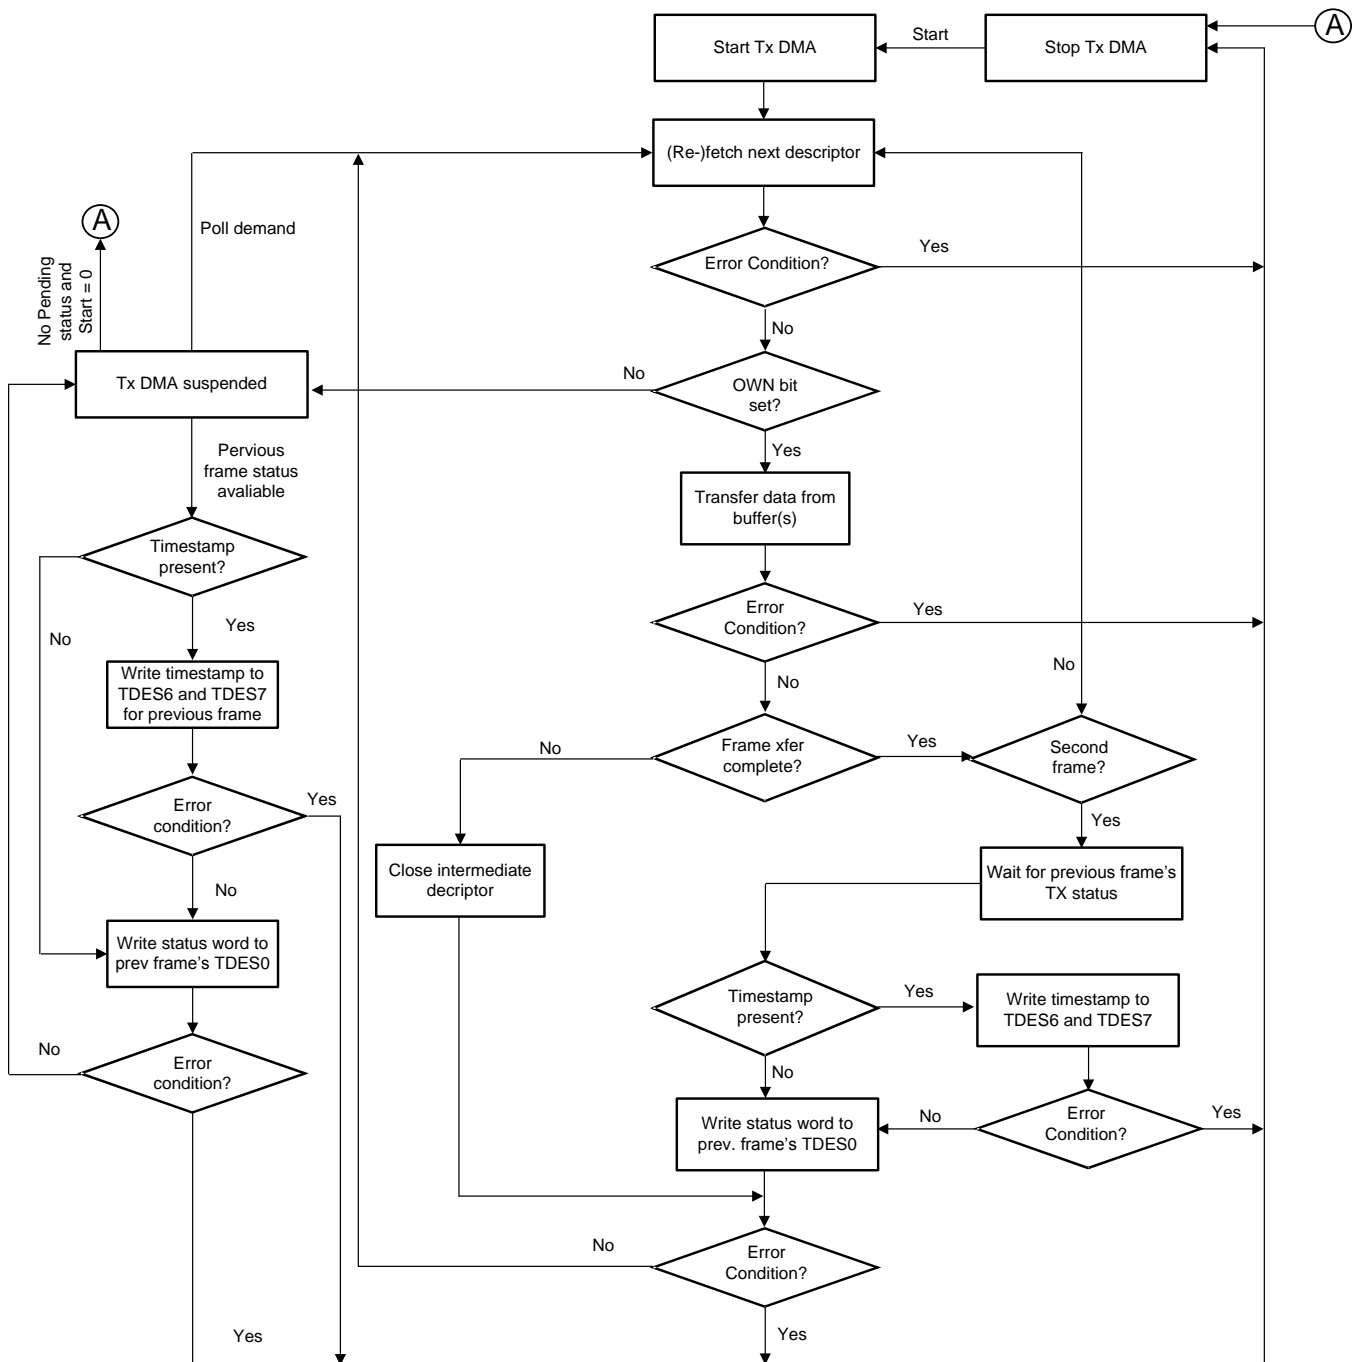 A
Start
Start Tx DMA
Stop Tx DMA
(Re-)fetch next descriptor
A
Poll demand
No Pending
status and
Start = 0
Error Condition?
Yes
No
Tx DMA suspended
No
OWN bit
set?
Yes
Pervious
frame status
avaliable
Transfer data from
buffer(s)
Timestamp
present?
Error
Condition?
Yes
No
Yes
No
No
Write timestamp to
TDES6 and TDES7
for previous frame
No
Frame xfer
complete?
Yes
Second
frame?
Error
condition?
Yes
Yes
Close intermediate
decriptor
Wait for previous frame's
TX status
No
Write status word to
prev frame's TDES0
Timestamp
present?
Yes
Write timestamp to
TDES6 and TDES7
No
Error
condition?
No
Write status word to
prev. frame's TDES0
No
Error
Condition?
Yes
No
Error
Condition?
Yes
Yes